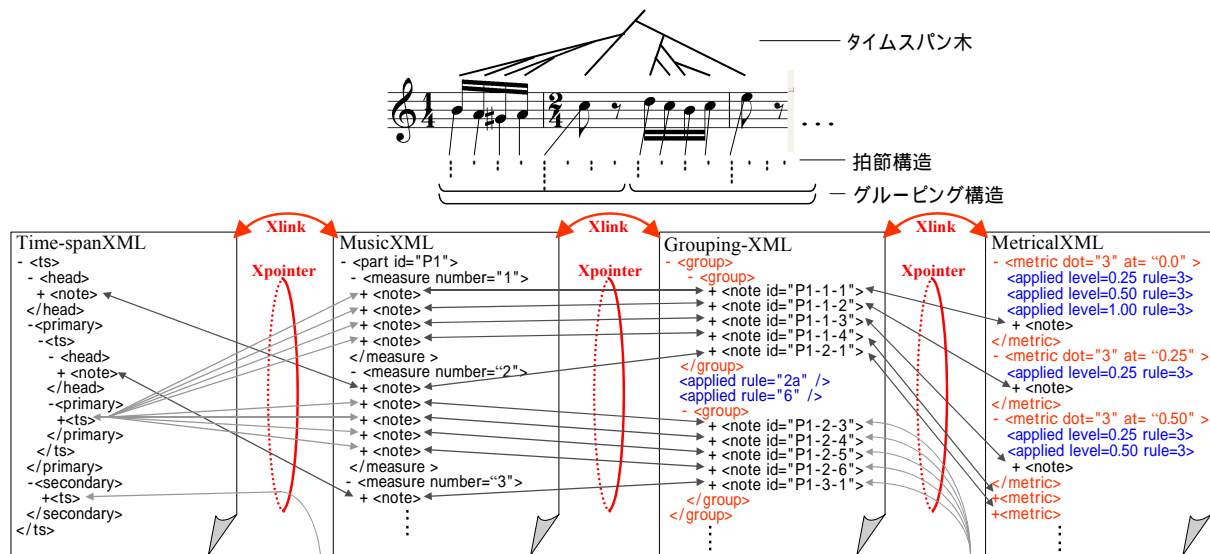 タイムスパン木
1 4
2 4
...
拍節構造
グルーピング構造
Xlink
Xlink
Xlink
Time-spanXML
- <ts>
- <head>
+ <note>
</head>
-<primary>
-<ts>
- <head>
+ <note>
</head>
-<primary>
+<ts>
</primary>
</ts>
</primary>
-<secondary>
+<ts>
</secondary>
</ts>
Xpointer
MusicXML
- <part id="P1">
- <measure number="1">
+ <note>
+ <note>
+ <note>
+ <note>
</measure >
- <measure number="2">
+ <note>
+ <note>
+ <note>
+ <note>
+ <note>
</measure >
- <measure number="3">
+ <note>
Xpointer
Grouping-XML
- <group>
- <group>
+ <note id="P1-1-1">
+ <note id="P1-1-2">
+ <note id="P1-1-3">
+ <note id="P1-1-4">
+ <note id="P1-2-1">
</group>
<applied rule="2a" />
<applied rule="6" />
- <group>
+ <note id="P1-2-3">
+ <note id="P1-2-4">
+ <note id="P1-2-5">
+ <note id="P1-2-6">
+ <note id="P1-3-1">
</group>
</group>
Xpointer
MetricalXML
- <metric dot="3" at= “0.0" >
<applied level=0.25 rule=3>
<applied level=0.50 rule=3>
<applied level=1.00 rule=3>
+ <note>
</metric>
- <metric dot="3" at= “0.25" >
<applied level=0.25 rule=3>
+ <note>
</metric>
- <metric dot="3" at= “0.50" >
<applied level=0.25 rule=3>
<applied level=0.50 rule=3>
+ <note>
</metric>
+<metric>
+<metric>